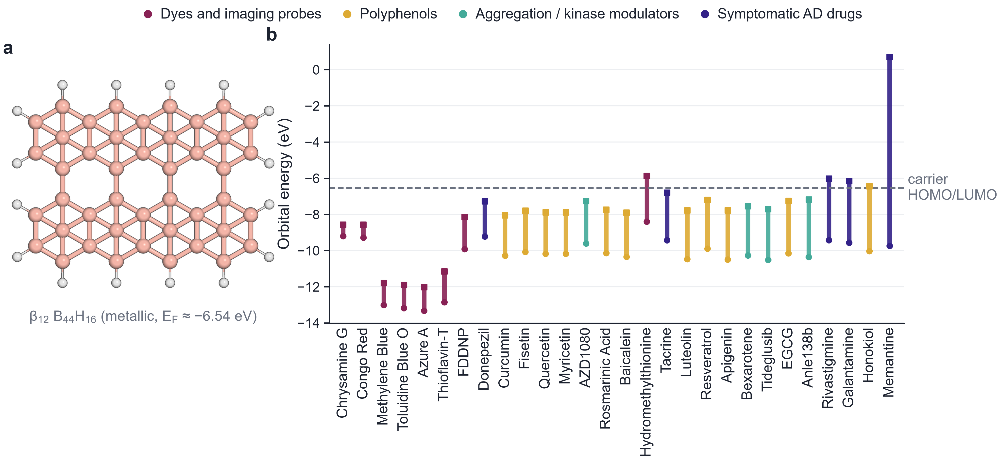 Dyes and imaging probes
Polyphenols
Aggregation / kinase modulators
Symptomatic AD drugs
a
b
β₁₂ B₄₄H₁₆ (metallic, E_F ≈ −6.54 eV)
Orbital energy (eV)
0
−2
−4
−6
−8
−10
−12
−14
carrier
HOMO/LUMO
Chrysamine G
Congo Red
Methylene Blue
Toluidine Blue O
Azure A
Thioflavin-T
FDDNP
Donepezil
Curcumin
Fisetin
Quercetin
Myricetin
AZD1080
Rosmarinic Acid
Baicalein
Hydromethylthionine
Tacrine
Luteolin
Resveratrol
Apigenin
Bexarotene
Tideglusib
EGCG
Anle138b
Rivastigmine
Galantamine
Honokiol
Memantine